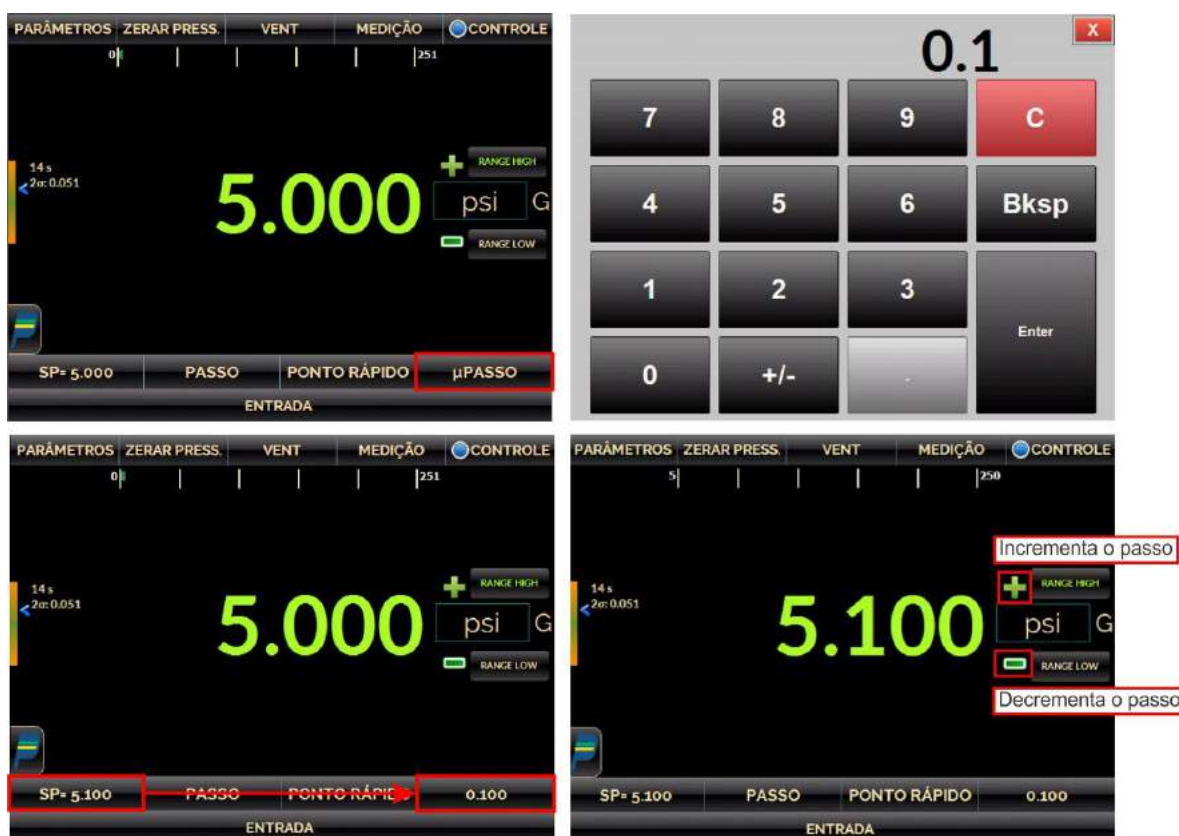 PARÂMETROS ZERAR PRESS. VENT MEDIÇÃO CONTROLE
0 251
14 s
2σ: 0.051
5.000
RANGE HIGH
psi G
RANGE LOW
SP= 5.000 PASSO PONTO RÁPIDO µPASSO
ENTRADA
X
0.1
7 8 9 C
4 5 6 Bksp
1 2 3
Enter
0 +/- .
PARÂMETROS ZERAR PRESS. VENT MEDIÇÃO CONTROLE
0 251
14 s
2σ: 0.051
5.000
RANGE HIGH
psi G
RANGE LOW
SP= 5.100 PASSO PONTO RÁPIDO 0.100
ENTRADA
PARÂMETROS ZERAR PRESS. VENT MEDIÇÃO CONTROLE
5 250
Incrementa o passo
14 s
2σ: 0.051
5.100
RANGE HIGH
psi G
RANGE LOW
Decrementa o passo
SP= 5.100 PASSO PONTO RÁPIDO 0.100
ENTRADA